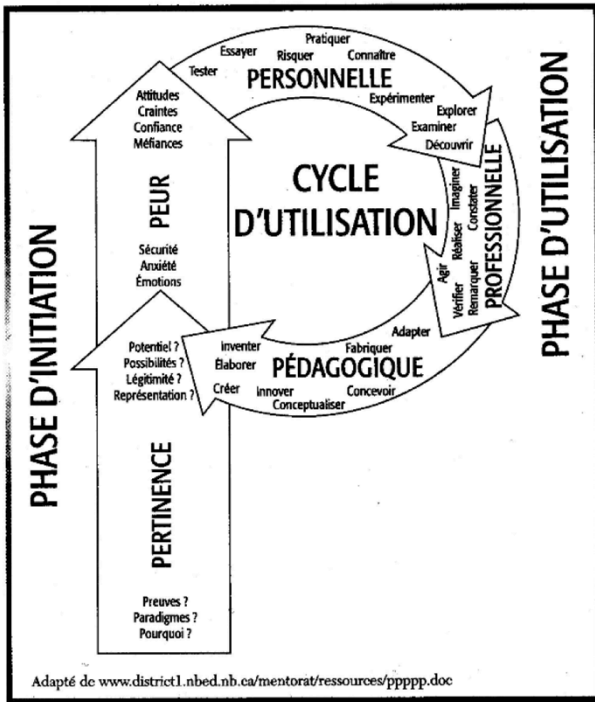 Pratiquer
Essayer
Risquer
Connaître
Tester
PERSONNELLE
Expérimenter
Explorer
Examiner
Découvrir
Attitudes
Craintes
Confiance
Méfiances
PEUR
Sécurité
Anxiété
Émotions
CYCLE
D'UTILISATION
Imaginer
Constater
Réaliser
Agir
Remarquer
Vérifier
PROFESSIONNELLE
PHASE D'UTILISATION
PHASE D'INITIATION
Potentiel ?
Possibilités ?
Légitimité ?
Représentation ?
PERTINENCE
Preuves ?
Paradigmes ?
Pourquoi ?
Adapter
Fabriquer
Inventer
Élaborer
PÉDAGOGIQUE
Créer
Innover
Concevoir
Conceptualiser
Adapté de www.district1.nbed.nb.ca/mentorat/ressources/ppppp.doc